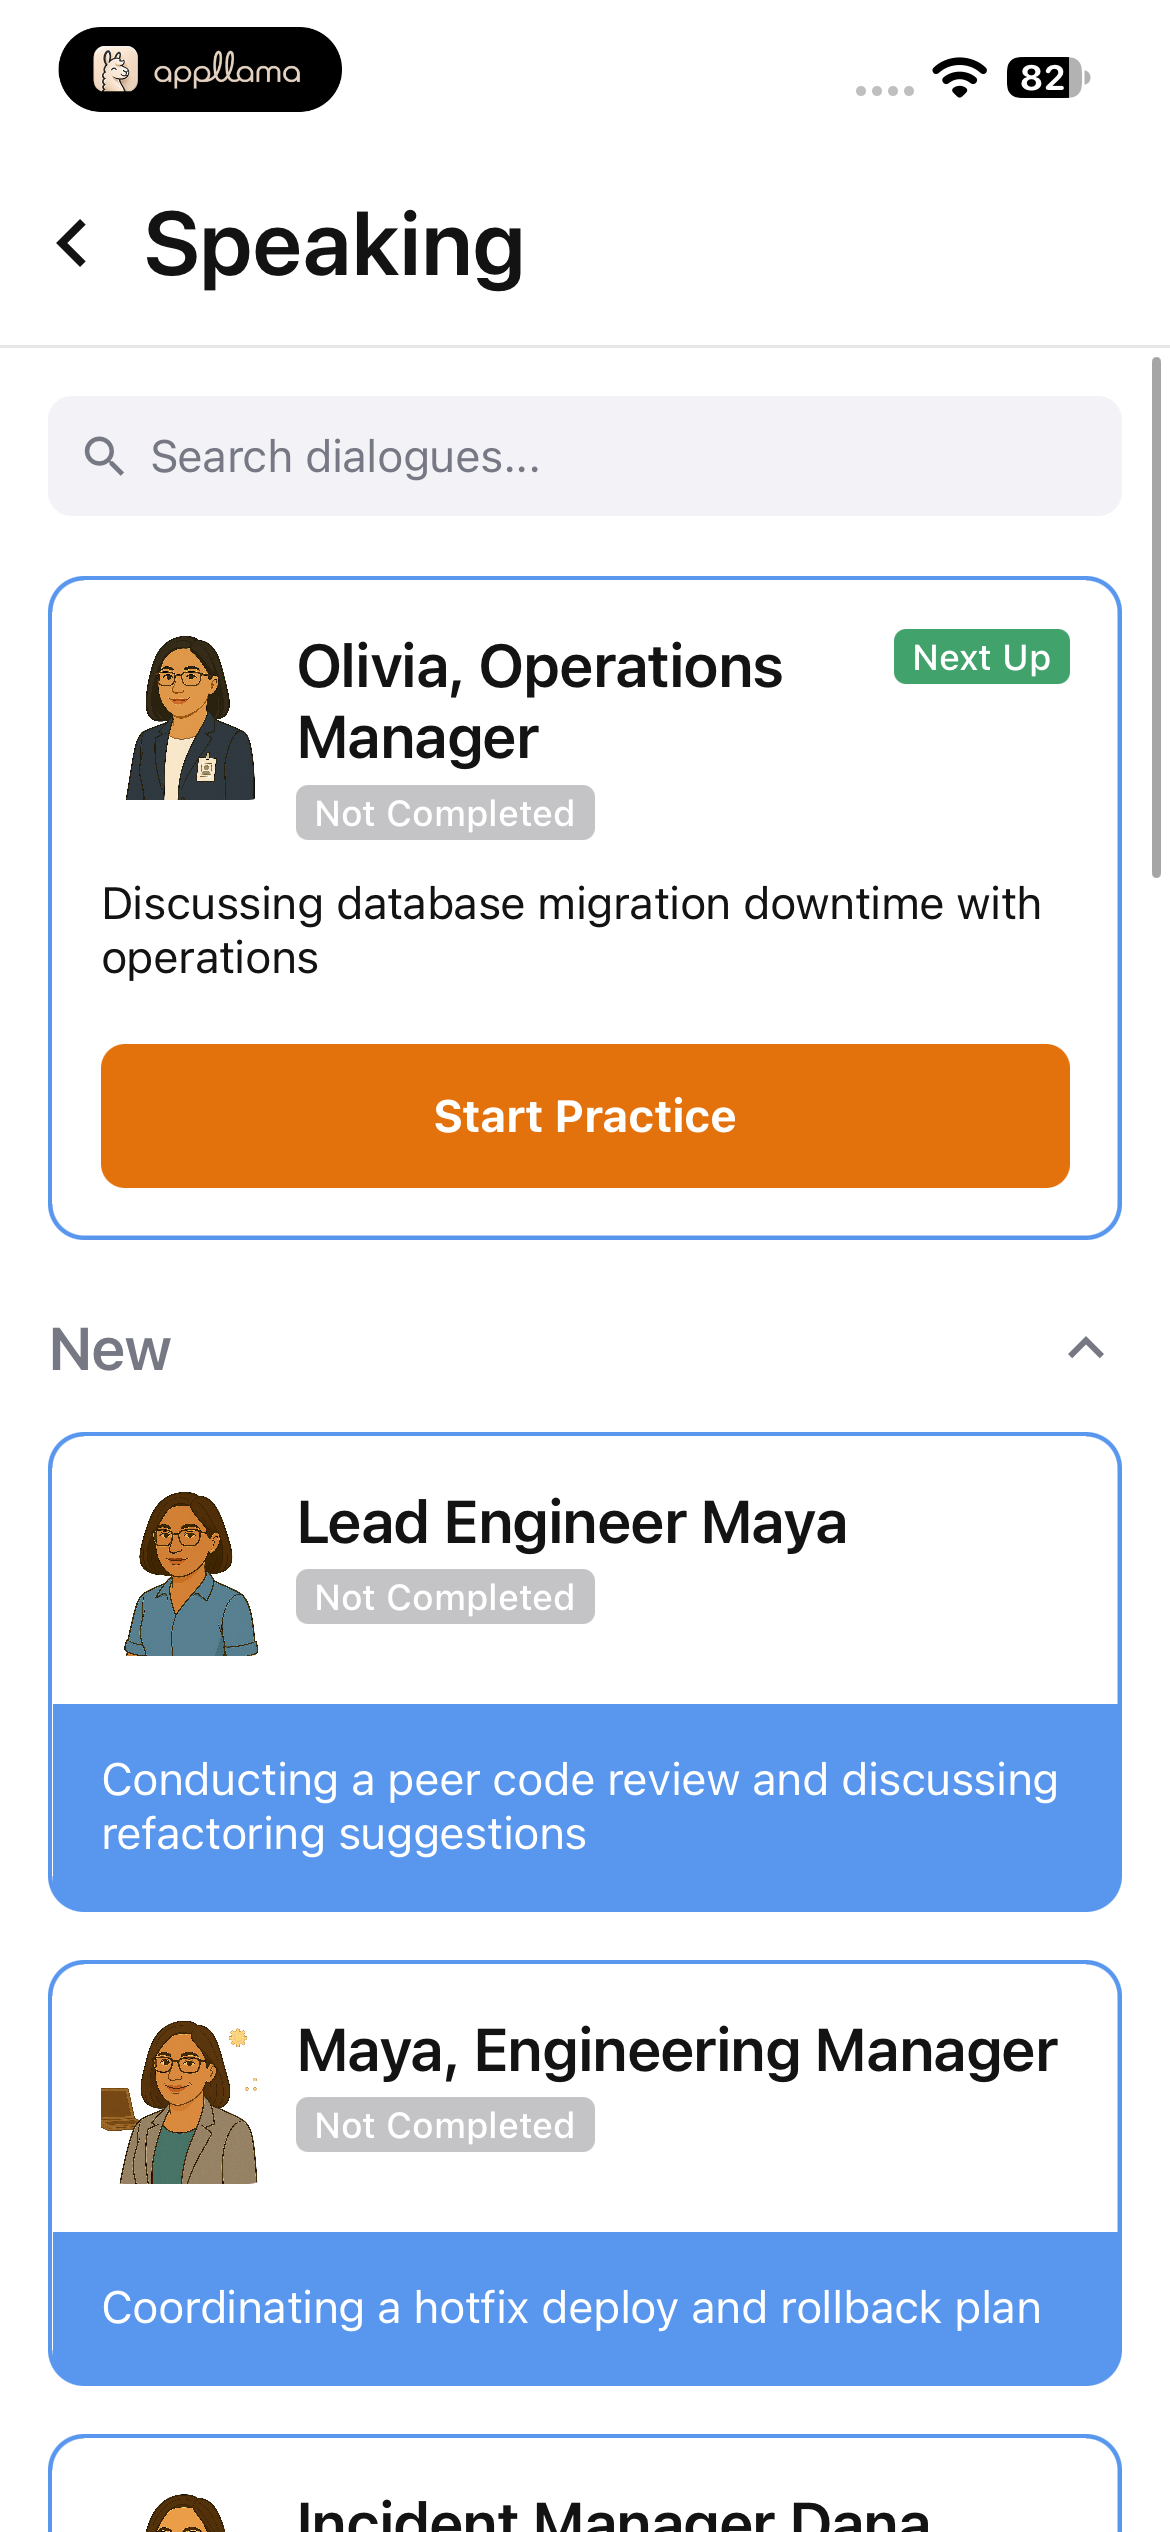 appllama
82
Speaking
Search dialogues...
Olivia, Operations
Manager
Next Up
Not Completed
Discussing database migration downtime with
operations
Start Practice
New
Lead Engineer Maya
Not Completed
Conducting a peer code review and discussing
refactoring suggestions
Maya, Engineering Manager
Not Completed
Coordinating a hotfix deploy and rollback plan
Incident Manager Dana